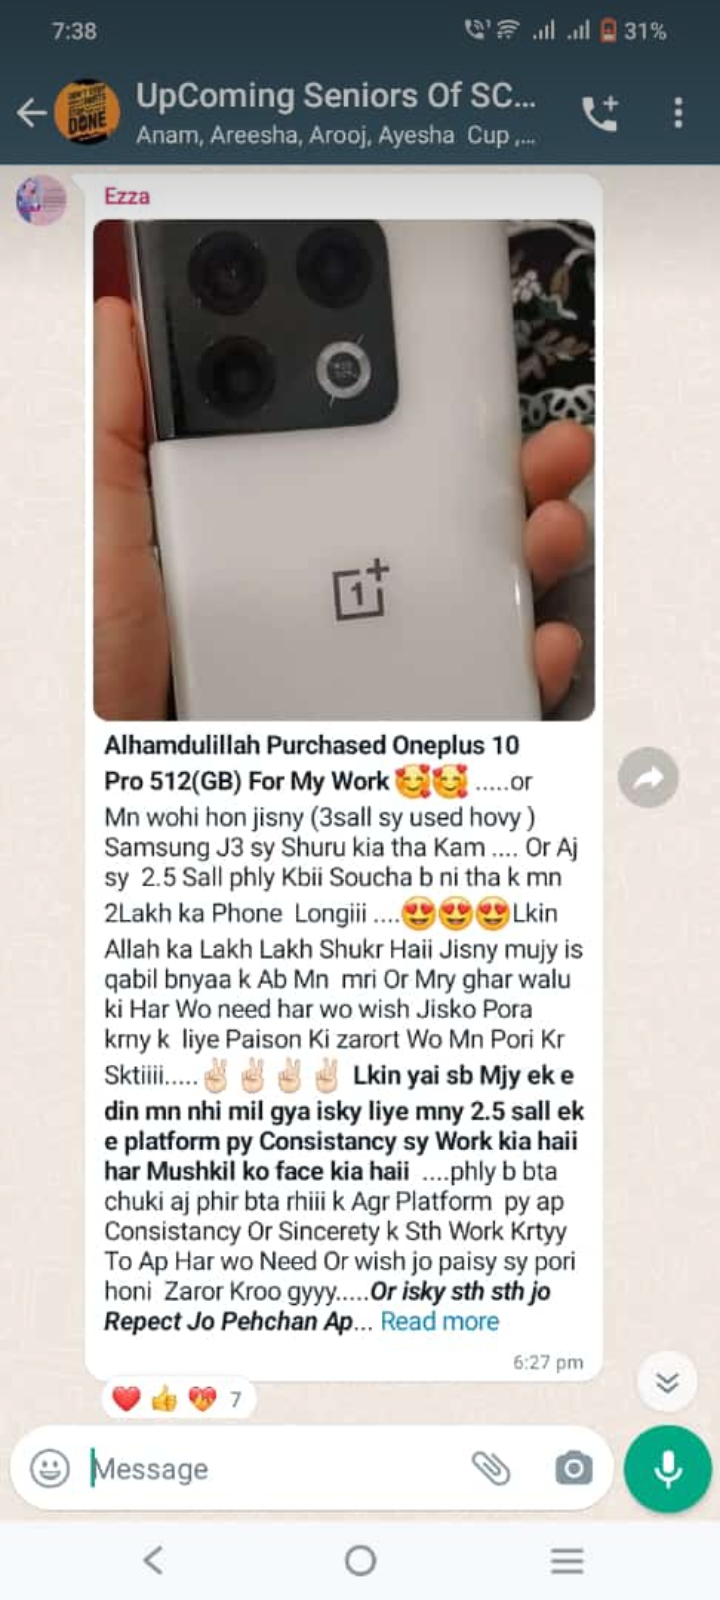 7:38
31%
UpComing Seniors Of SC...
Anam, Areesha, Arooj, Ayesha Cup ,...
DONE
Ezza
1+
Alhamdulillah Purchased Oneplus 10
Pro 512(GB) For My Work 🥰🥰 .....or
Mn wohi hon jisny (3sall sy used hovy )
Samsung J3 sy Shuru kia tha Kam .... Or Aj
sy 2.5 Sall phly Kbii Soucha b ni tha k mn
2Lakh ka Phone Longiii ....😍😍😍Lkin
Allah ka Lakh Lakh Shukr Haii Jisny mujy is
qabil bnyaa k Ab Mn mri Or Mry ghar walu
ki Har Wo need har wo wish Jisko Pora
krny k liye Paison Ki zarort Wo Mn Pori Kr
Sktiiii.....✌🏻✌🏻✌🏻✌🏻 Lkin yai sb Mjy ek e
din mn nhi mil gya isky liye mny 2.5 sall ek
e platform py Consistancy sy Work kia haii
har Mushkil ko face kia haii ....phly b bta
chuki aj phir bta rhiii k Agr Platform py ap
Consistancy Or Sincerety k Sth Work Krtyy
To Ap Har wo Need Or wish jo paisy sy pori
honi Zaror Kroo gyyy.....Or isky sth sth jo
Repect Jo Pehchan Ap... Read more
6:27 pm
❤️👍💝 7
Message